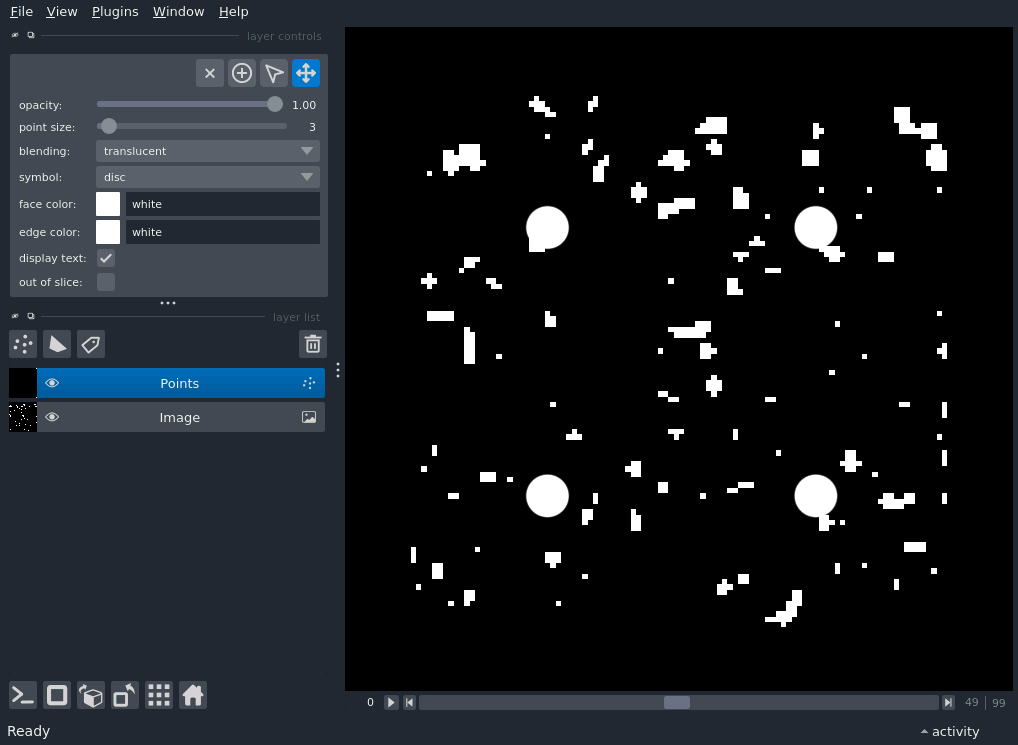 File View Plugins Window Help
layer controls
opacity: 1.00
point size: 3
blending: translucent
symbol: disc
face color: white
edge color: white
display text:
out of slice:
layer list
Points
Image
0 49 99
Ready activity